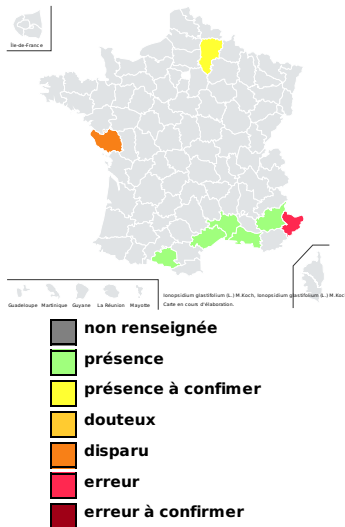 Île-de-France
Ionopsidium glastifolium (L.) M.Koch, Ionopsidium glastifolium (L.) M.Koc
Guadeloupe Martinique Guyane La Réunion Mayotte Carte en cours d'élaboration.
non renseignée
présence
présence à confimer
douteux
disparu
erreur
erreur à confirmer